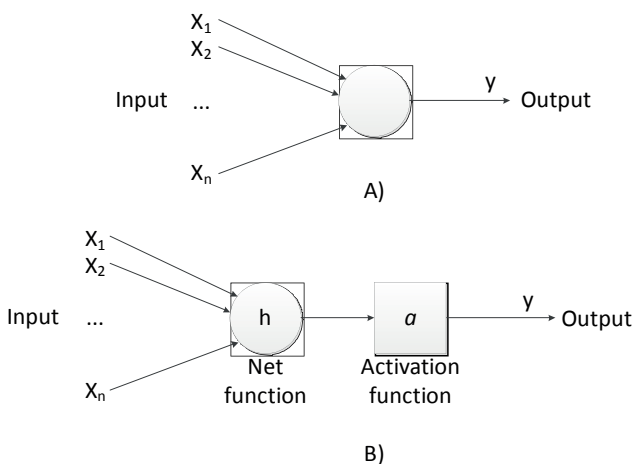 X1
X2
y
Input ... Output
Xn
A)
X1
X2
y
h a
Input ... Output
Net Activation
function function
Xn
B)